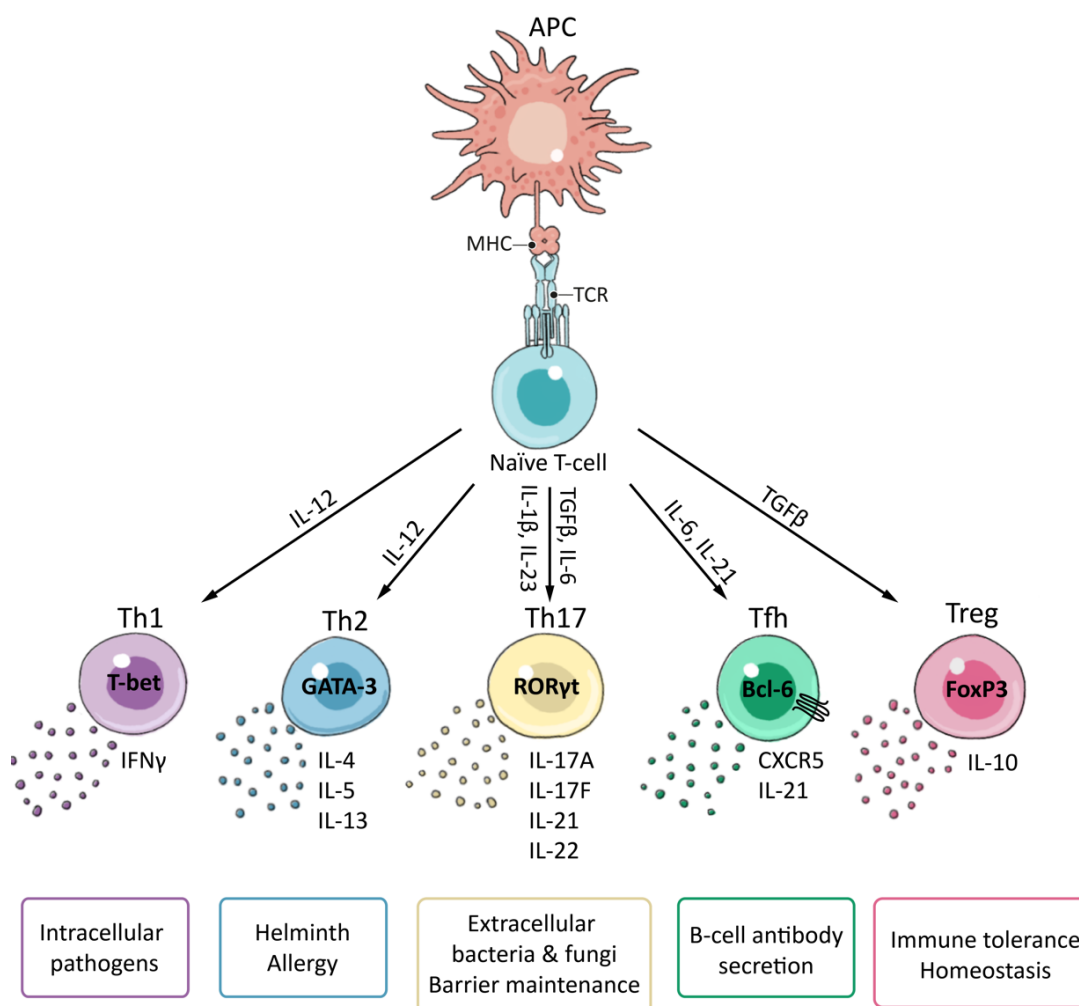 APC
MHC
TCR
Naïve T-cell
IL-12
IL-12
IL-1β, IL-23
TGFβ, IL-6
IL-6, IL-21
TGFβ
Th1
Th2
Th17
Tfh
Treg
T-bet
GATA-3
RORγt
Bcl-6
FoxP3
IFNγ
IL-4
IL-5
IL-13
IL-17A
IL-17F
IL-21
IL-22
CXCR5
IL-21
IL-10
Intracellular
pathogens
Helminth
Allergy
Extracellular
bacteria & fungi
Barrier maintenance
B-cell antibody
secretion
Immune tolerance
Homeostasis